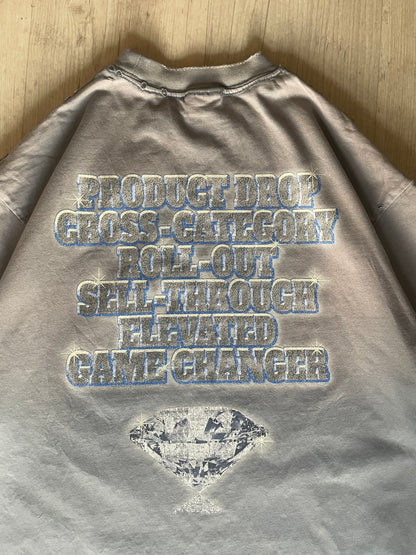 PRODUCT DROP
CROSS-CATEGORY
ROLL-OUT
SELL-THROUGH
ELEVATED
GAME CHANGER